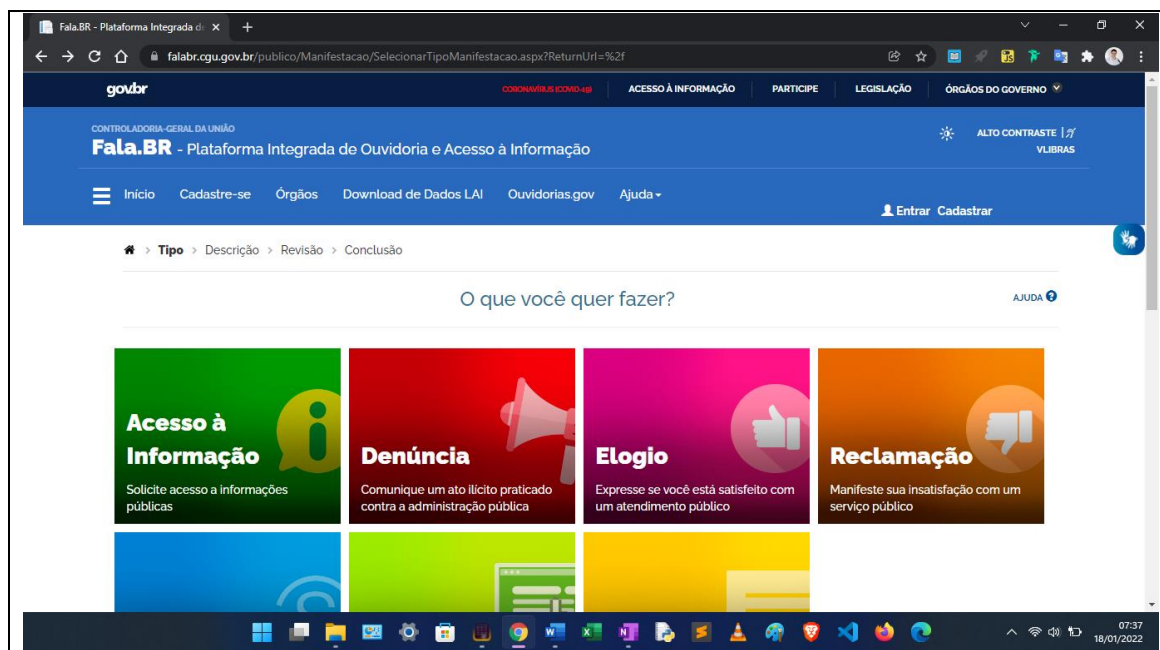 Fala.BR - Plataforma Integrada d
falabr.cgu.gov.br/publico/Manifestacao/SelecionarTipoManifestacao.aspx?ReturnUrl=%2f
govbr
CORONAVÍRUS (COVID-19)
ACESSO À INFORMAÇÃO
PARTICIPE
LEGISLAÇÃO
ÓRGÃOS DO GOVERNO
CONTROLADORIA-GERAL DA UNIÃO
Fala.BR - Plataforma Integrada de Ouvidoria e Acesso à Informação
ALTO CONTRASTE |
VLIBRAS
Início Cadastre-se Órgãos Download de Dados LAI Ouvidorias.gov Ajuda
Entrar Cadastrar
> Tipo > Descrição > Revisão > Conclusão
O que você quer fazer?
AJUDA
Acesso à
Informação
Solicite acesso a informações
públicas
Denúncia
Comunique um ato ilícito praticado
contra a administração pública
Elogio
Expresse se você está satisfeito com
um atendimento público
Reclamação
Manifeste sua insatisfação com um
serviço público
07:37
18/01/2022